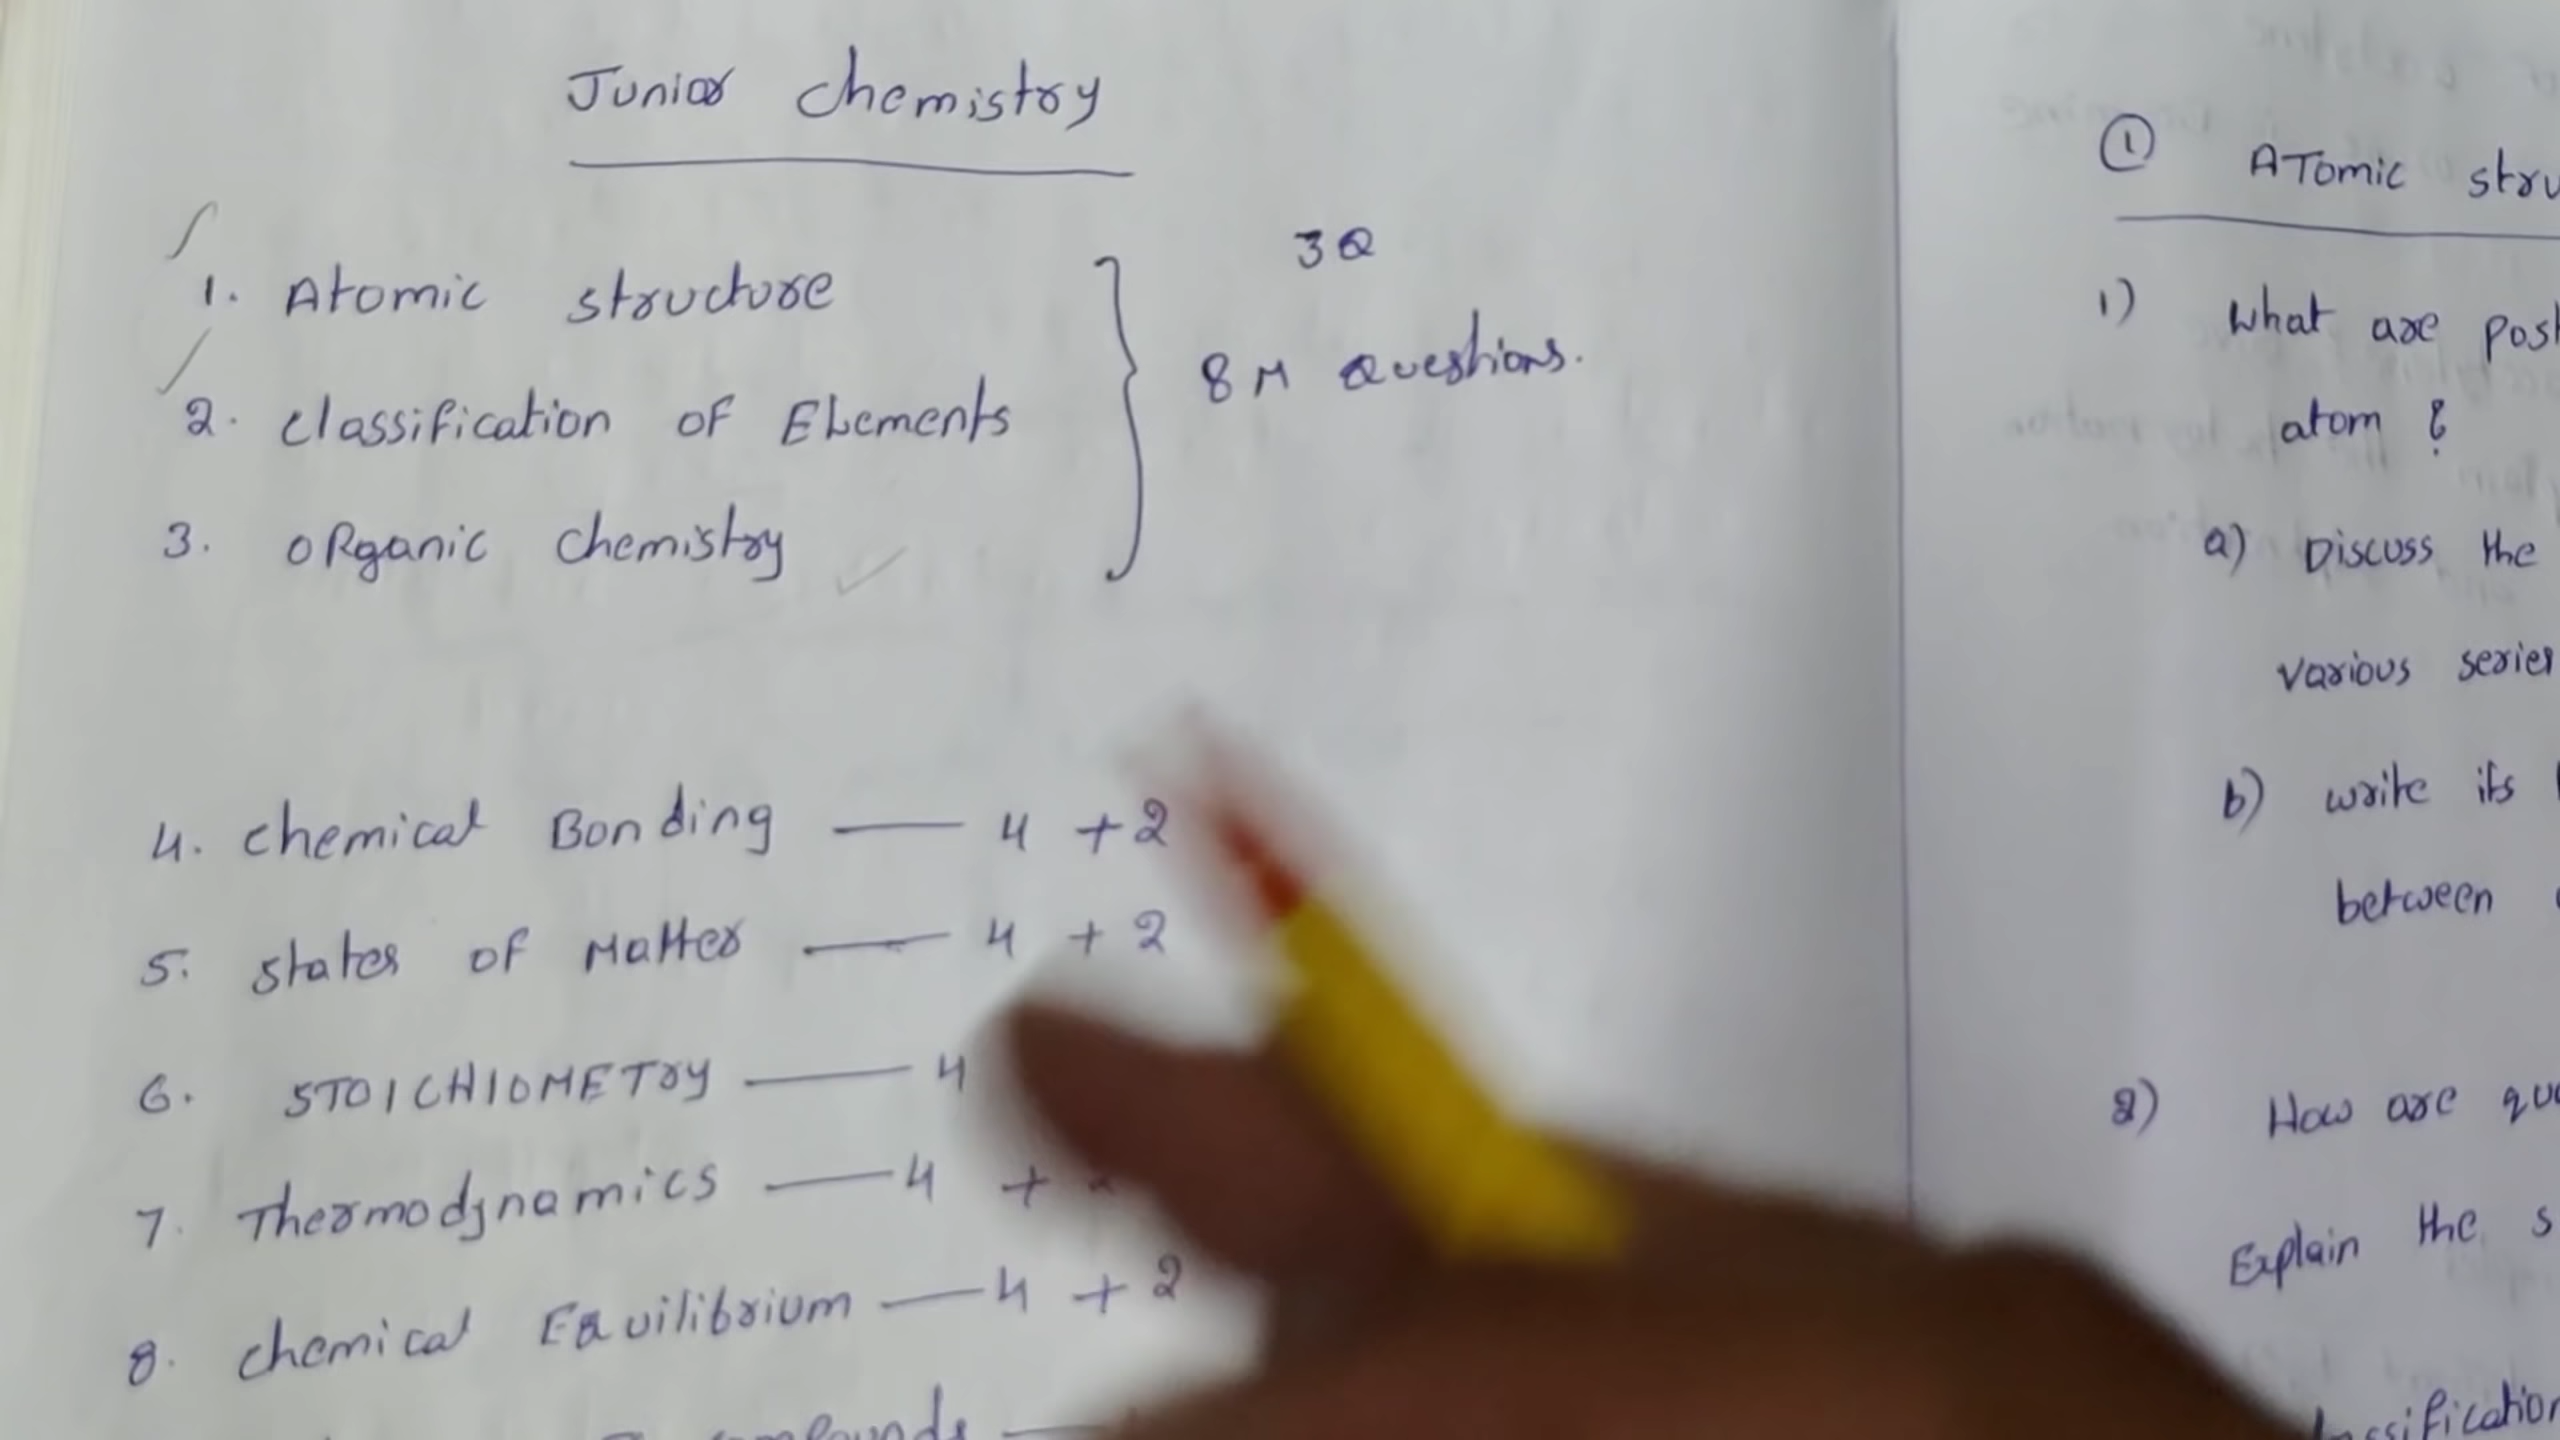 Junior chemistry
1. Atomic structure
2. classification of Elements
3. organic chemistry
3Q
8M Questions.
4. chemical Bonding — 4 + 2
5. states of Matter — 4 + 2
6. STOICHIOMETry — 4
7. Thermodynamics — 4 +
8. chemical Equilibrium — 4 + 2
① ATomic
1) What are
atom ?
a) Discuss the
various series
b) write its
between
2) How are
Explain the s